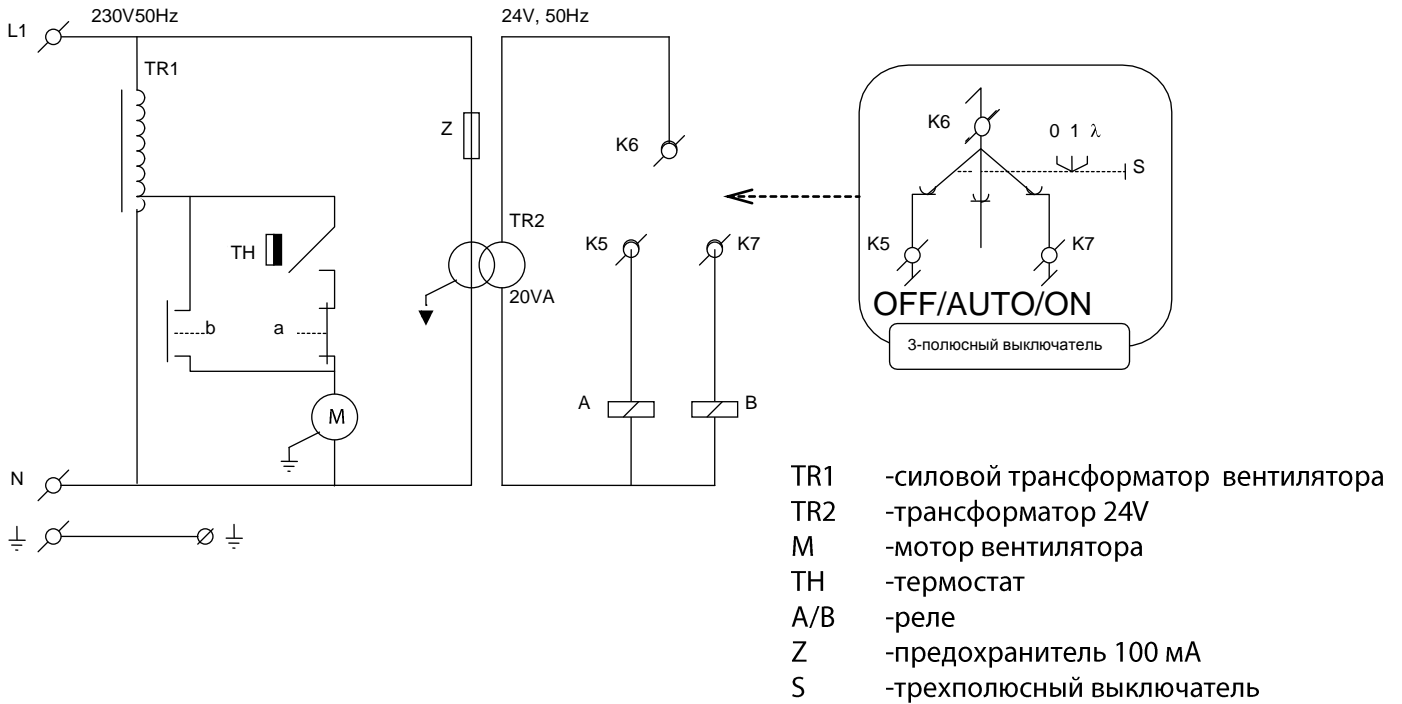 230V50Hz
24V, 50Hz
L1
TR1
Z
K6
K6
0 1 λ
S
TH
TR2
K5
K7
K5
K7
20VA
OFF/AUTO/ON
b
a
3-полюсный выключатель
A
B
M
N
TR1 -силовой трансформатор вентилятора
TR2 -трансформатор 24V
M -мотор вентилятора
TH -термостат
A/B -реле
Z -предохранитель 100 мА
S -трехполюсный выключатель